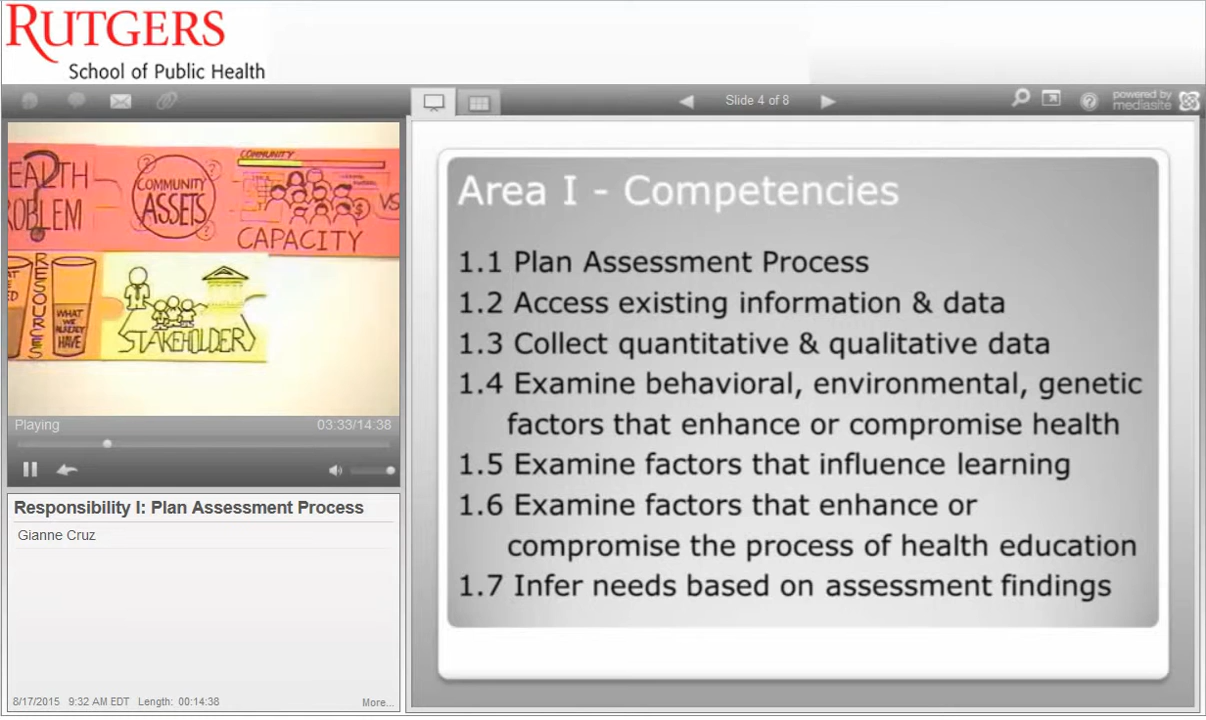 RUTGERS
School of Public Health
Slide 4 of 8
powered by
mediasite
COMMUNITY
PROBLEM
COMMUNITY
ASSETS
VS
CAPACITY
RESOURCES
WHAT
WE
ALREADY
HAVE
STAKEHOLDER
Playing
03:33/14:38
Responsibility I: Plan Assessment Process
Gianne Cruz
8/17/2015 9:32 AM EDT Length: 00:14:38
More...
Area I - Competencies
1.1 Plan Assessment Process
1.2 Access existing information & data
1.3 Collect quantitative & qualitative data
1.4 Examine behavioral, environmental, genetic
factors that enhance or compromise health
1.5 Examine factors that influence learning
1.6 Examine factors that enhance or
compromise the process of health education
1.7 Infer needs based on assessment findings